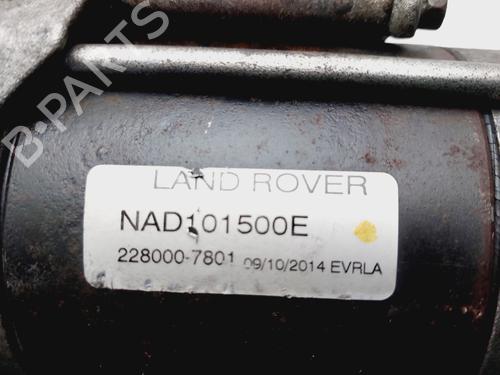 B-PARTS
LAND ROVER
NAD101500E
228000-7801 09/10/2014 EVRLA